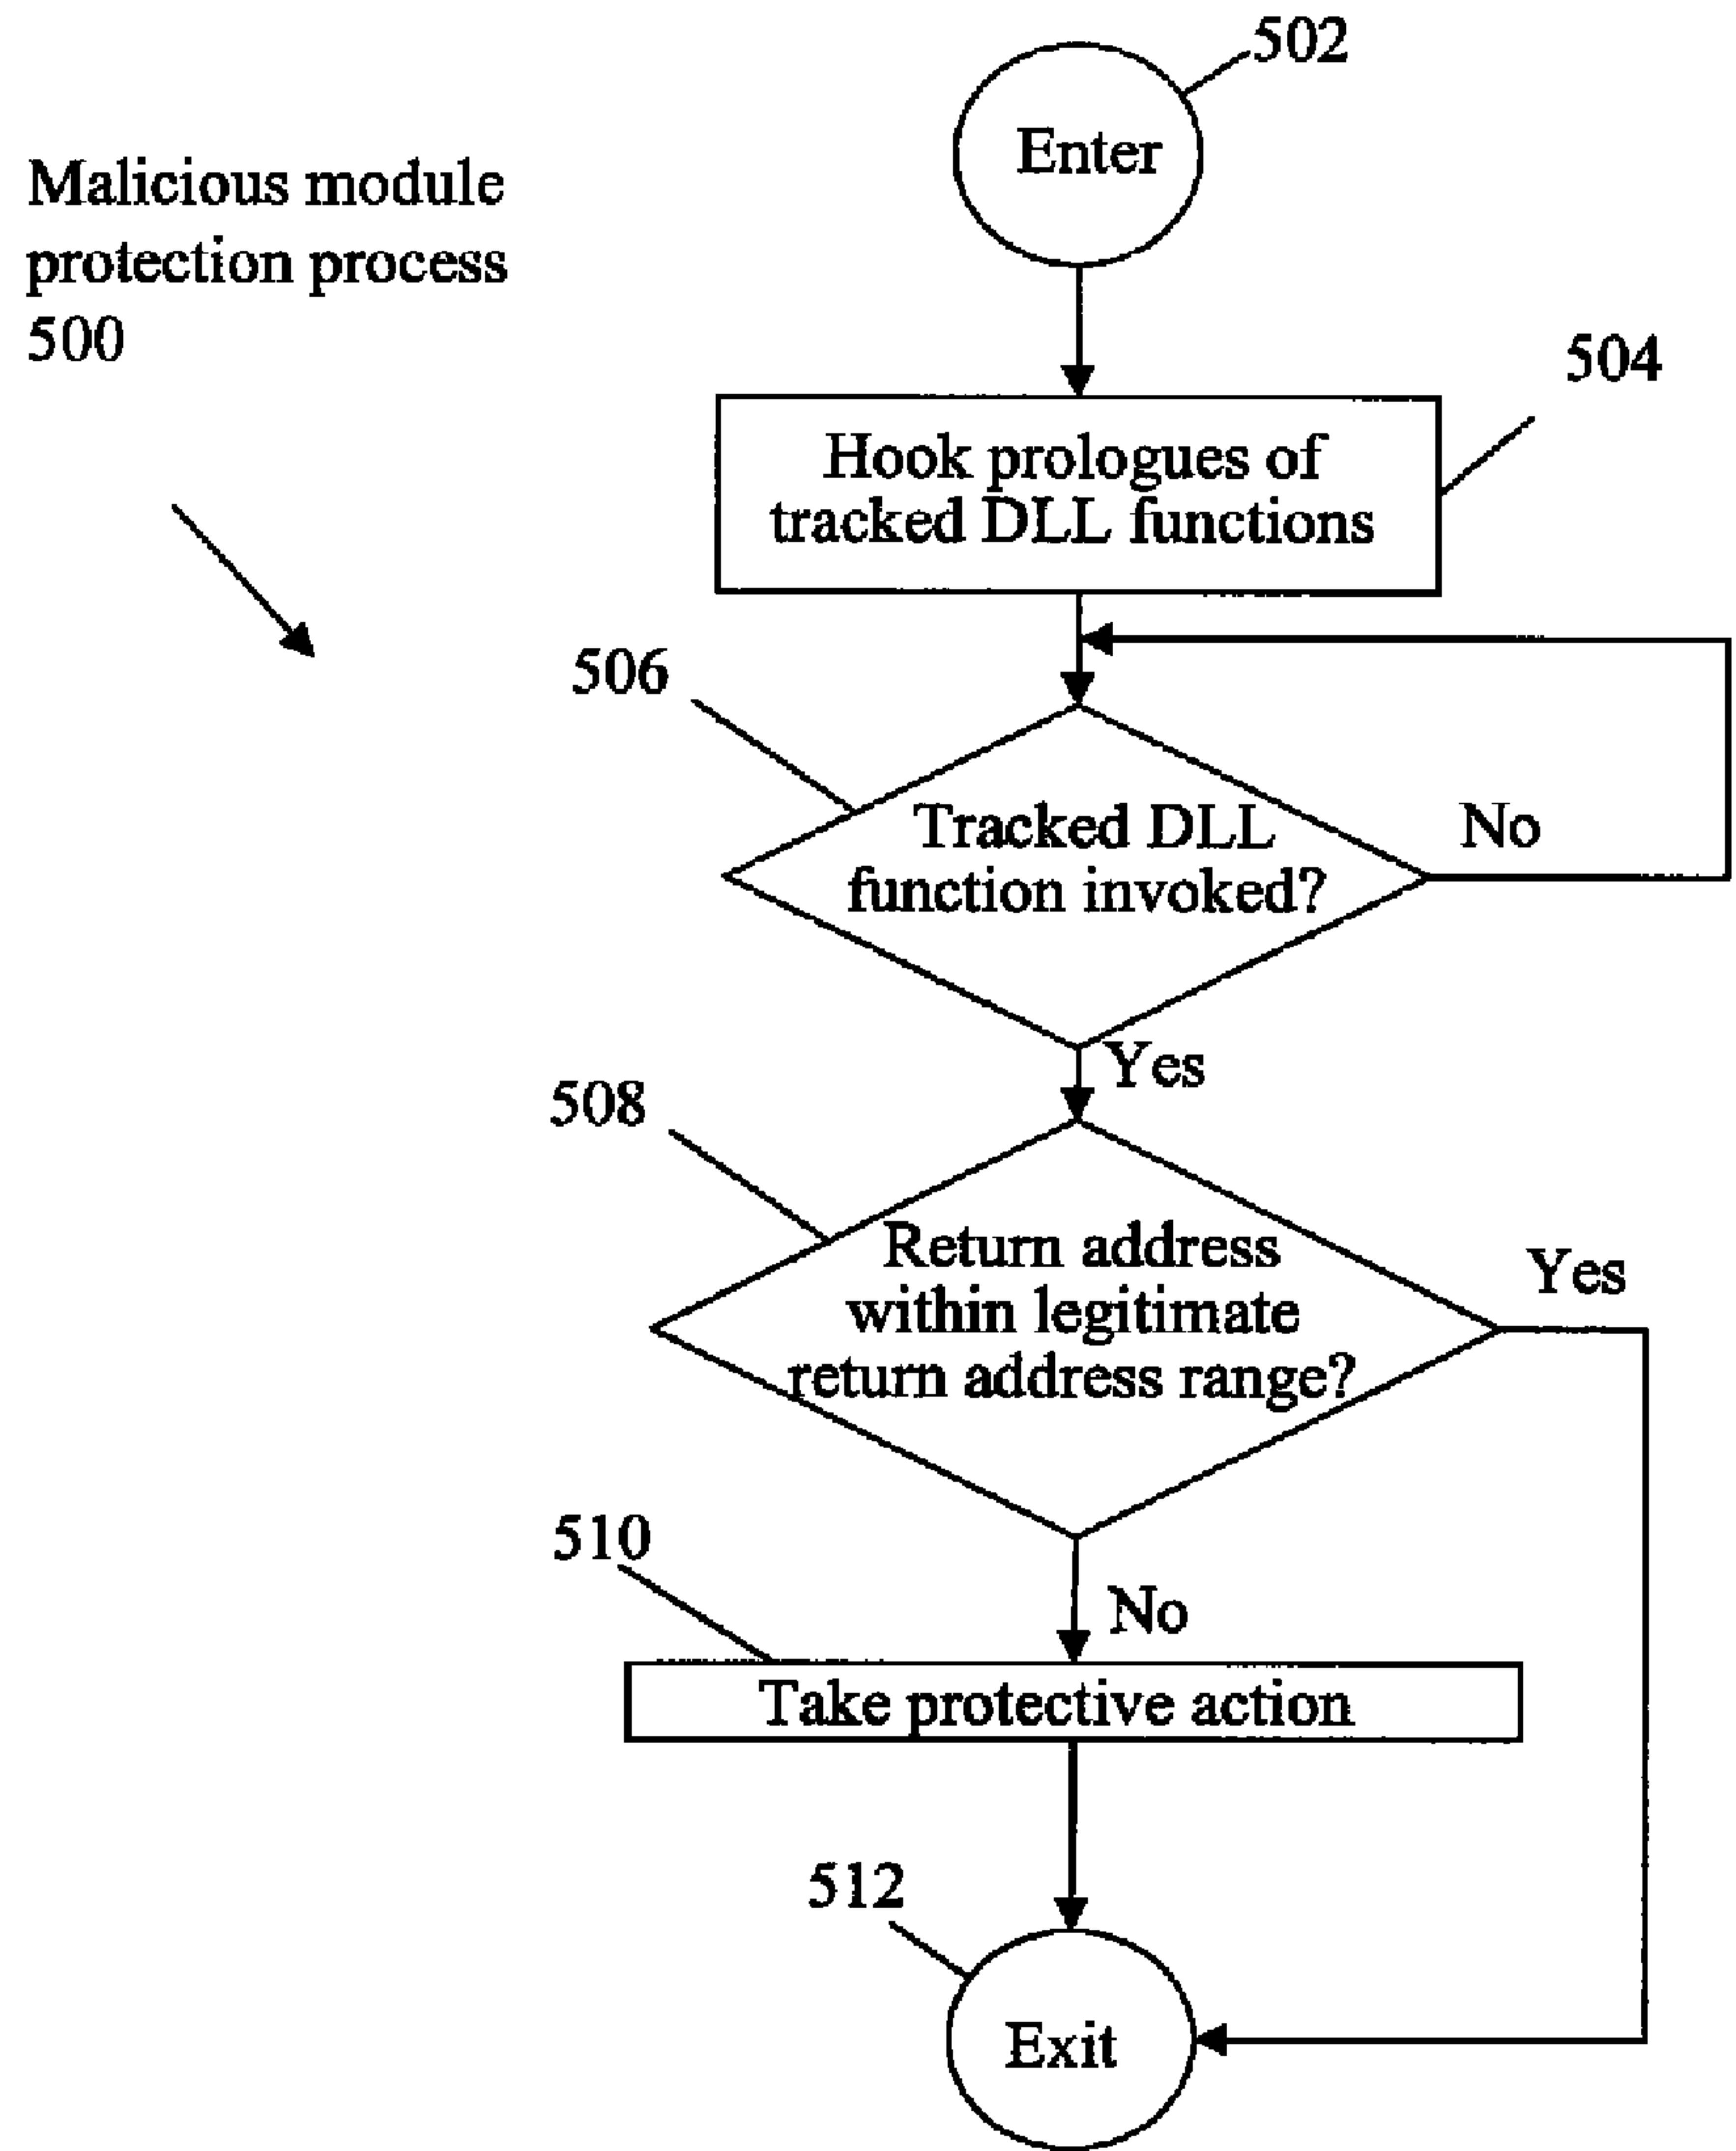 502
Enter
Malicious module
protection process
500
504
Hook prologues of
tracked DLL functions
506
Tracked DLL
function invoked?
No
Yes
508
Return address
within legitimate
return address range?
Yes
510
No
Take protective action
512
Exit